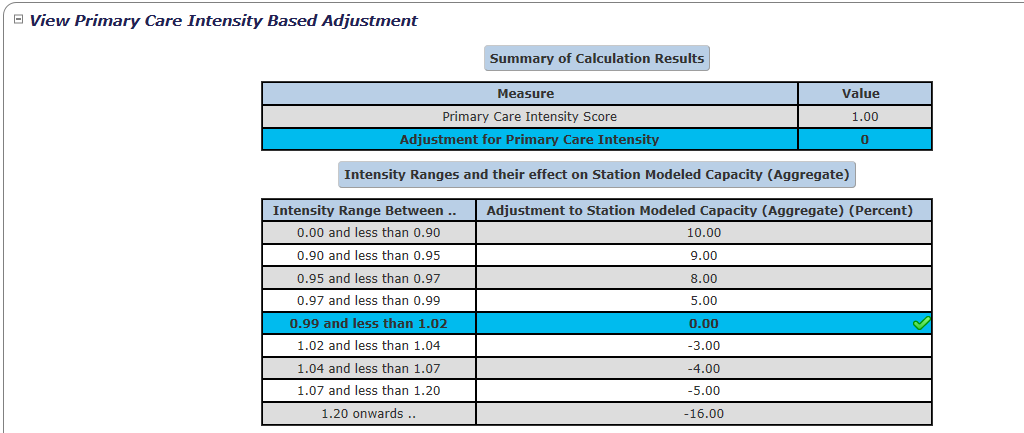 View Primary Care Intensity Based Adjustment
Summary of Calculation Results
Measure Value
Primary Care Intensity Score 1.00
Adjustment for Primary Care Intensity 0
Intensity Ranges and their effect on Station Modeled Capacity (Aggregate)
Intensity Range Between .. Adjustment to Station Modeled Capacity (Aggregate) (Percent)
0.00 and less than 0.90 10.00
0.90 and less than 0.95 9.00
0.95 and less than 0.97 8.00
0.97 and less than 0.99 5.00
0.99 and less than 1.02 0.00
1.02 and less than 1.04 -3.00
1.04 and less than 1.07 -4.00
1.07 and less than 1.20 -5.00
1.20 onwards .. -16.00